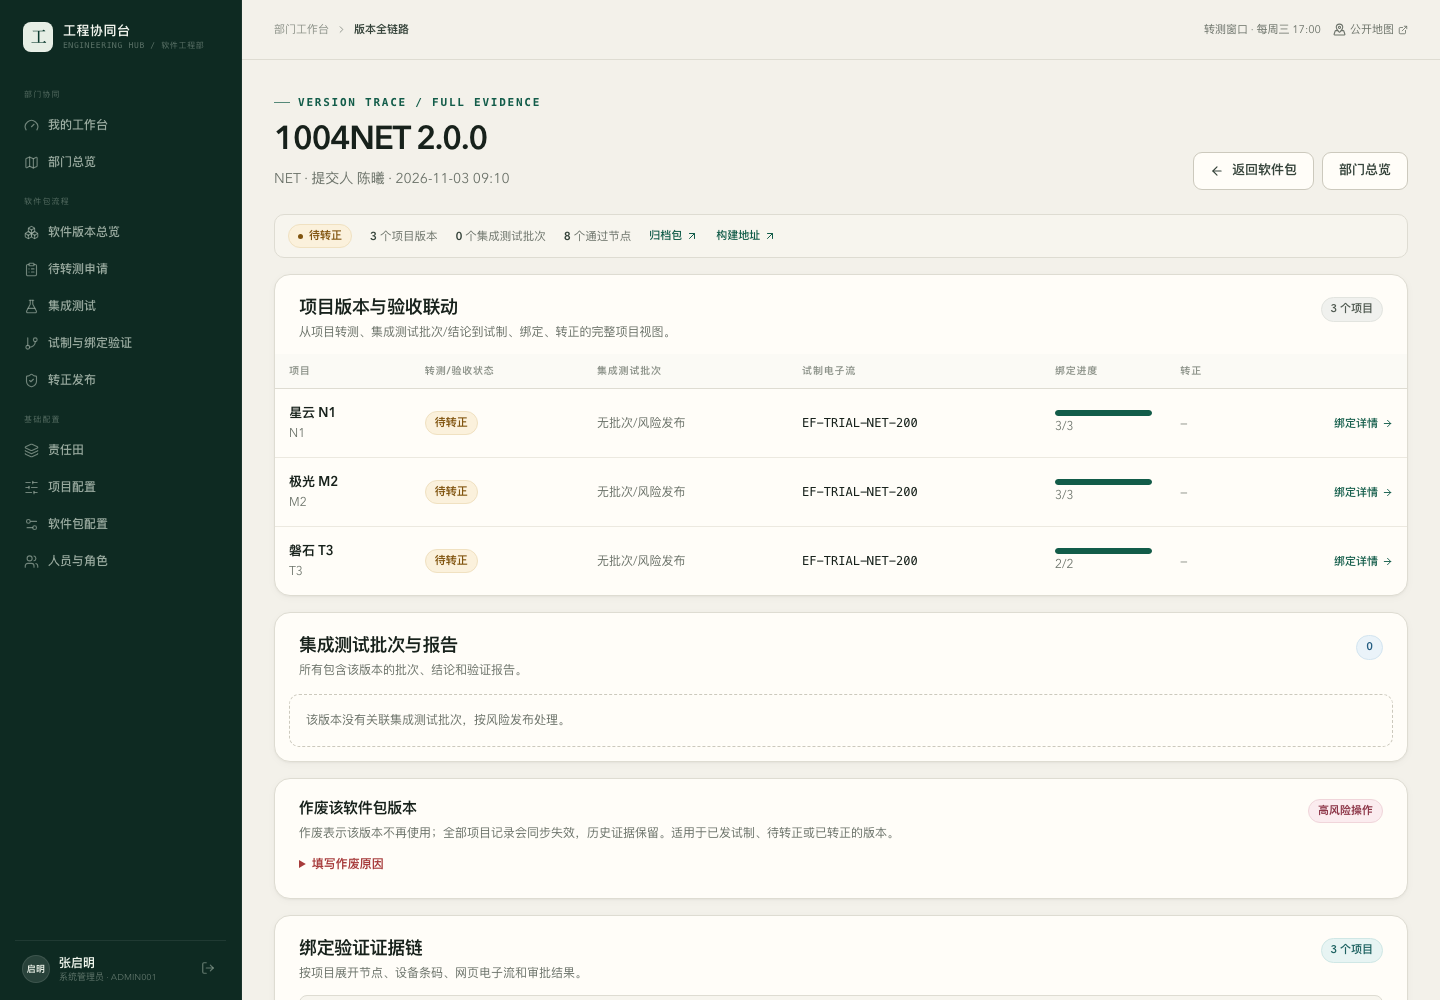 工
工程协同台
ENGINEERING HUB / 软件工程部
部门协同
我的工作台
部门总览
软件包流程
软件版本总览
待转测申请
集成测试
试制与绑定验证
转正发布
基础配置
责任田
项目配置
软件包配置
人员与角色
启明
张启明
系统管理员 · ADMIN001
部门工作台 > 版本全链路
转测窗口 · 每周三 17:00 公开地图
VERSION TRACE / FULL EVIDENCE
1004NET 2.0.0
NET · 提交人 陈曦 · 2026-11-03 09:10
返回软件包 部门总览
待转正 3 个项目版本 0 个集成测试批次 8 个通过节点 归档包 构建地址
项目版本与验收联动
3 个项目
从项目转测、集成测试批次/结论到试制、绑定、转正的完整项目视图。
项目 转测/验收状态 集成测试批次 试制电子流 绑定进度 转正
星云 N1
N1
待转正 无批次/风险发布 EF-TRIAL-NET-200 3/3 — 绑定详情
极光 M2
M2
待转正 无批次/风险发布 EF-TRIAL-NET-200 3/3 — 绑定详情
磐石 T3
T3
待转正 无批次/风险发布 EF-TRIAL-NET-200 2/2 — 绑定详情
集成测试批次与报告
0
所有包含该版本的批次、结论和验证报告。
该版本没有关联集成测试批次，按风险发布处理。
作废该软件包版本
高风险操作
作废表示该版本不再使用；全部项目记录会同步失效，历史证据保留。适用于已发试制、待转正或已转正的版本。
填写作废原因
绑定验证证据链
3 个项目
按项目展开节点、设备条码、网页电子流和审批结果。